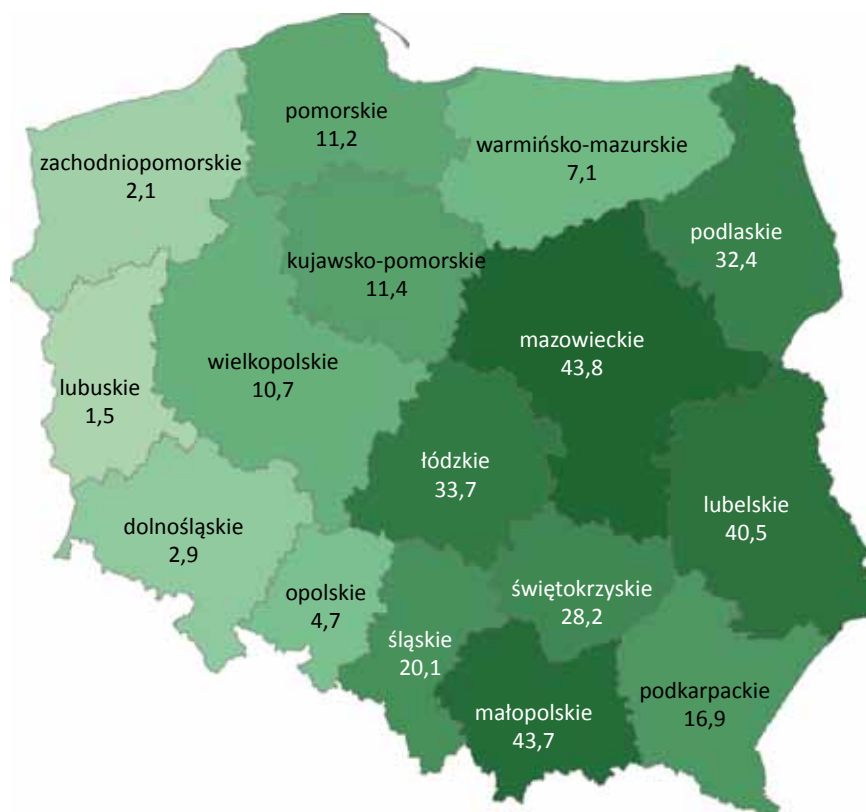 pomorskie
11,2
warmińsko-mazurskie
7,1
zachodniopomorskie
2,1
podlaskie
32,4
kujawsko-pomorskie
11,4
mazowieckie
43,8
wielkopolskie
10,7
lubuskie
1,5
łódzkie
33,7
lubelskie
40,5
dolnośląskie
2,9
opolskie
4,7
świętokrzyskie
28,2
śląskie
20,1
podkarpackie
16,9
małopolskie
43,7